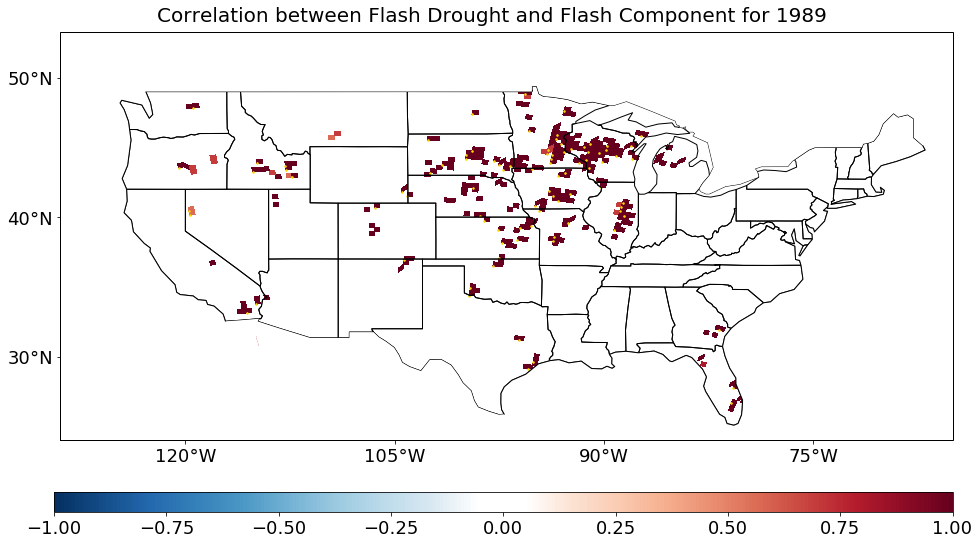 Correlation between Flash Drought and Flash Component for 1989
50°N
40°N
30°N
120°W 105°W 90°W 75°W
−1.00 −0.75 −0.50 −0.25 0.00 0.25 0.50 0.75 1.00